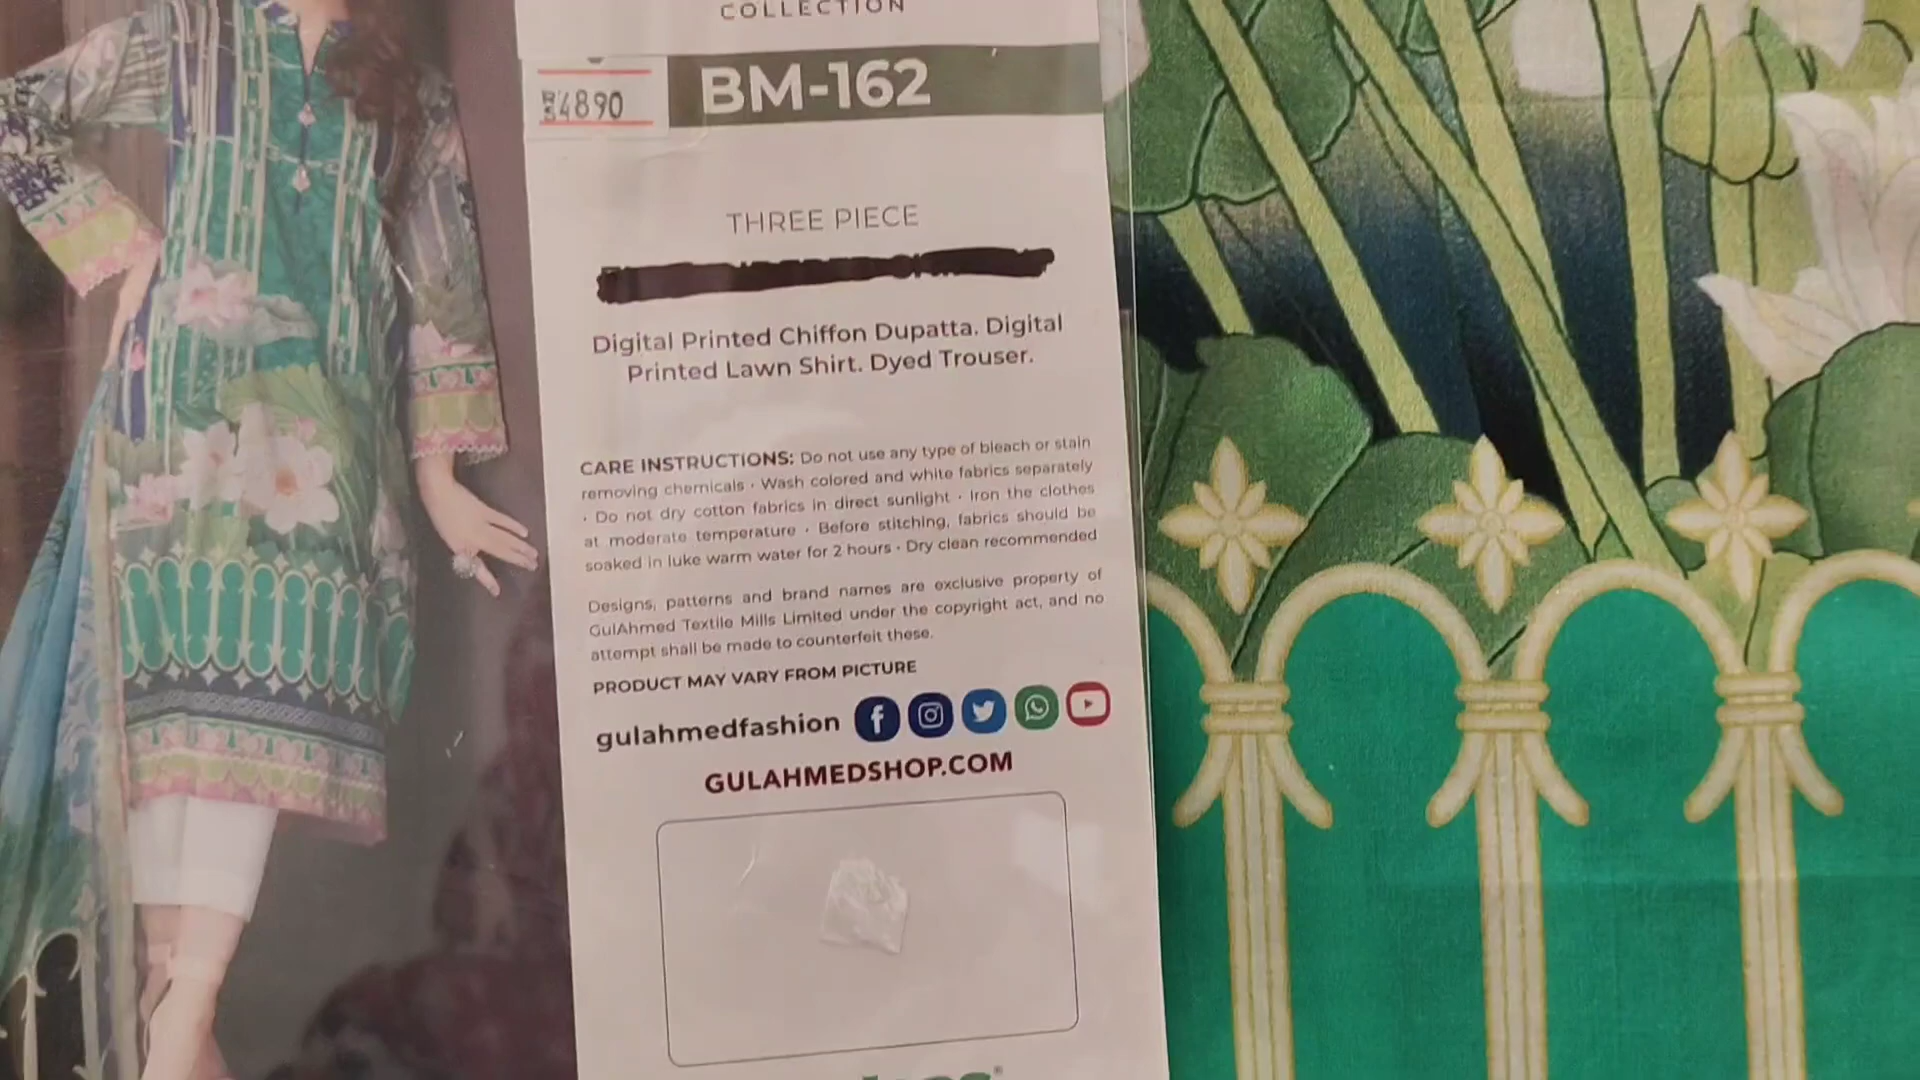 COLLECTION
BM-162
Rs4890
THREE PIECE
Digital Printed Chiffon Dupatta. Digital
Printed Lawn Shirt. Dyed Trouser.
CARE INSTRUCTIONS: Do not use any type of bleach or stain
removing chemicals • Wash colored and white fabrics separately
• Do not dry cotton fabrics in direct sunlight • Iron the clothes
at moderate temperature • Before stitching, fabrics should be
soaked in luke warm water for 2 hours • Dry clean recommended
Designs, patterns and brand names are exclusive property of
GulAhmed Textile Mills Limited under the copyright act, and no
attempt shall be made to counterfeit these.
PRODUCT MAY VARY FROM PICTURE
gulahmedfashion
GULAHMEDSHOP.COM